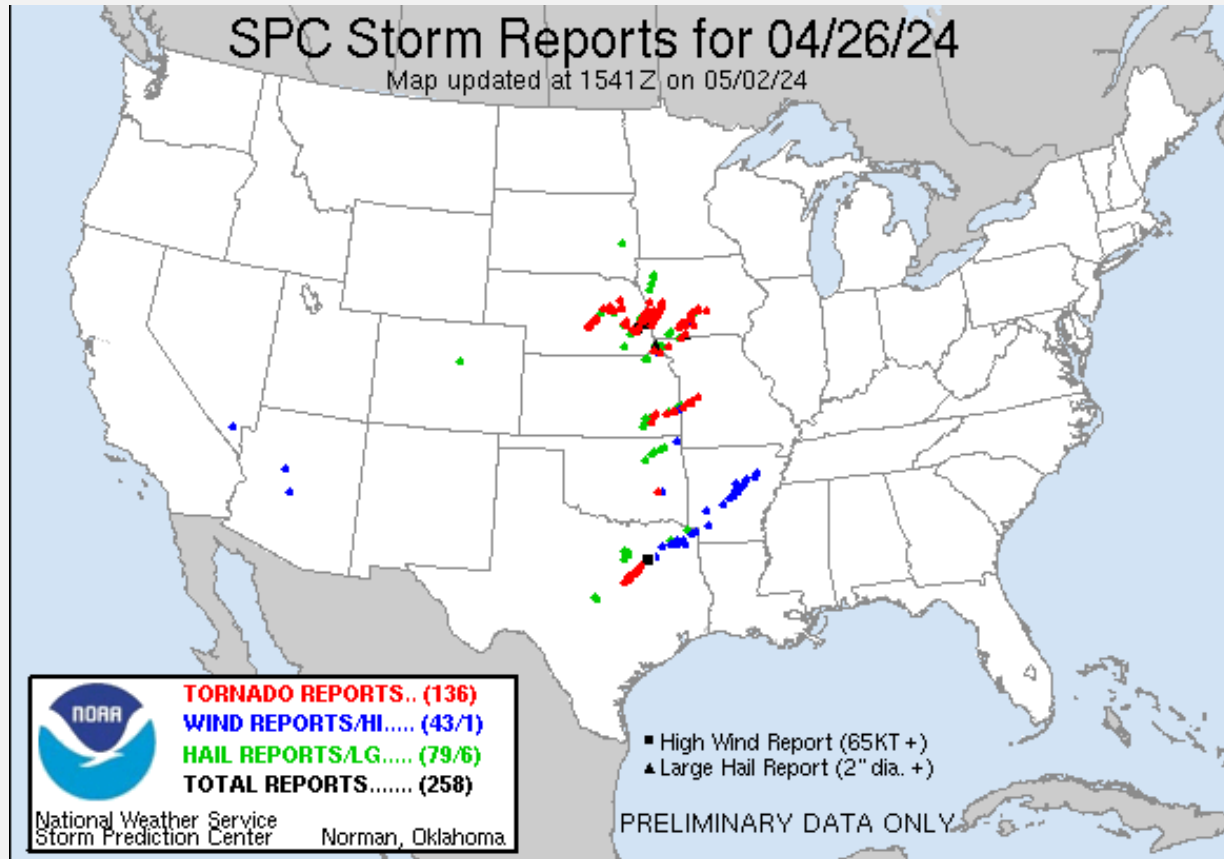 SPC Storm Reports for 04/26/24
Map updated at 1541Z on 05/02/24
NOAA
TORNADO REPORTS.. (136)
WIND REPORTS/HI..... (43/1)
HAIL REPORTS/LG..... (79/6)
TOTAL REPORTS....... (258)
National Weather Service
Storm Prediction Center Norman, Oklahoma
■ High Wind Report (65KT +)
▲ Large Hail Report (2" dia. +)
PRELIMINARY DATA ONLY